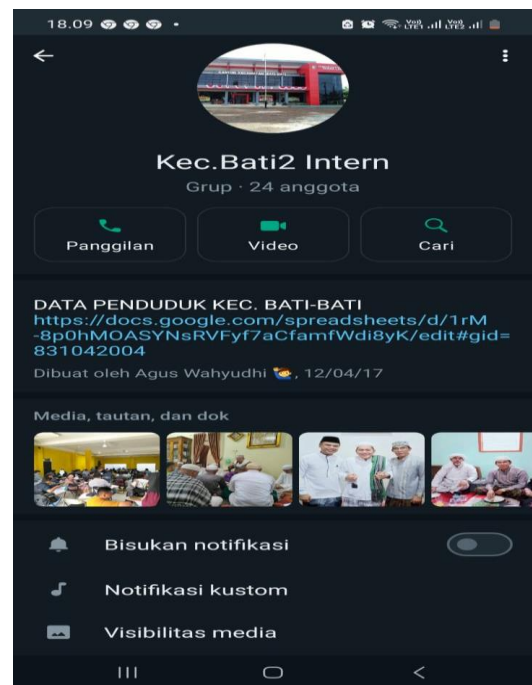 18.09
Kec.Bati2 Intern
Grup · 24 anggota
Panggilan
Video
Cari
DATA PENDUDUK KEC. BATI-BATI
https://docs.google.com/spreadsheets/d/1rM
-8p0hMOASYNsRVFyf7aCfamfWdi8yK/edit#gid=
831042004
Dibuat oleh Agus Wahyudhi 🙋, 12/04/17
Media, tautan, dan dok
Bisukan notifikasi
Notifikasi kustom
Visibilitas media